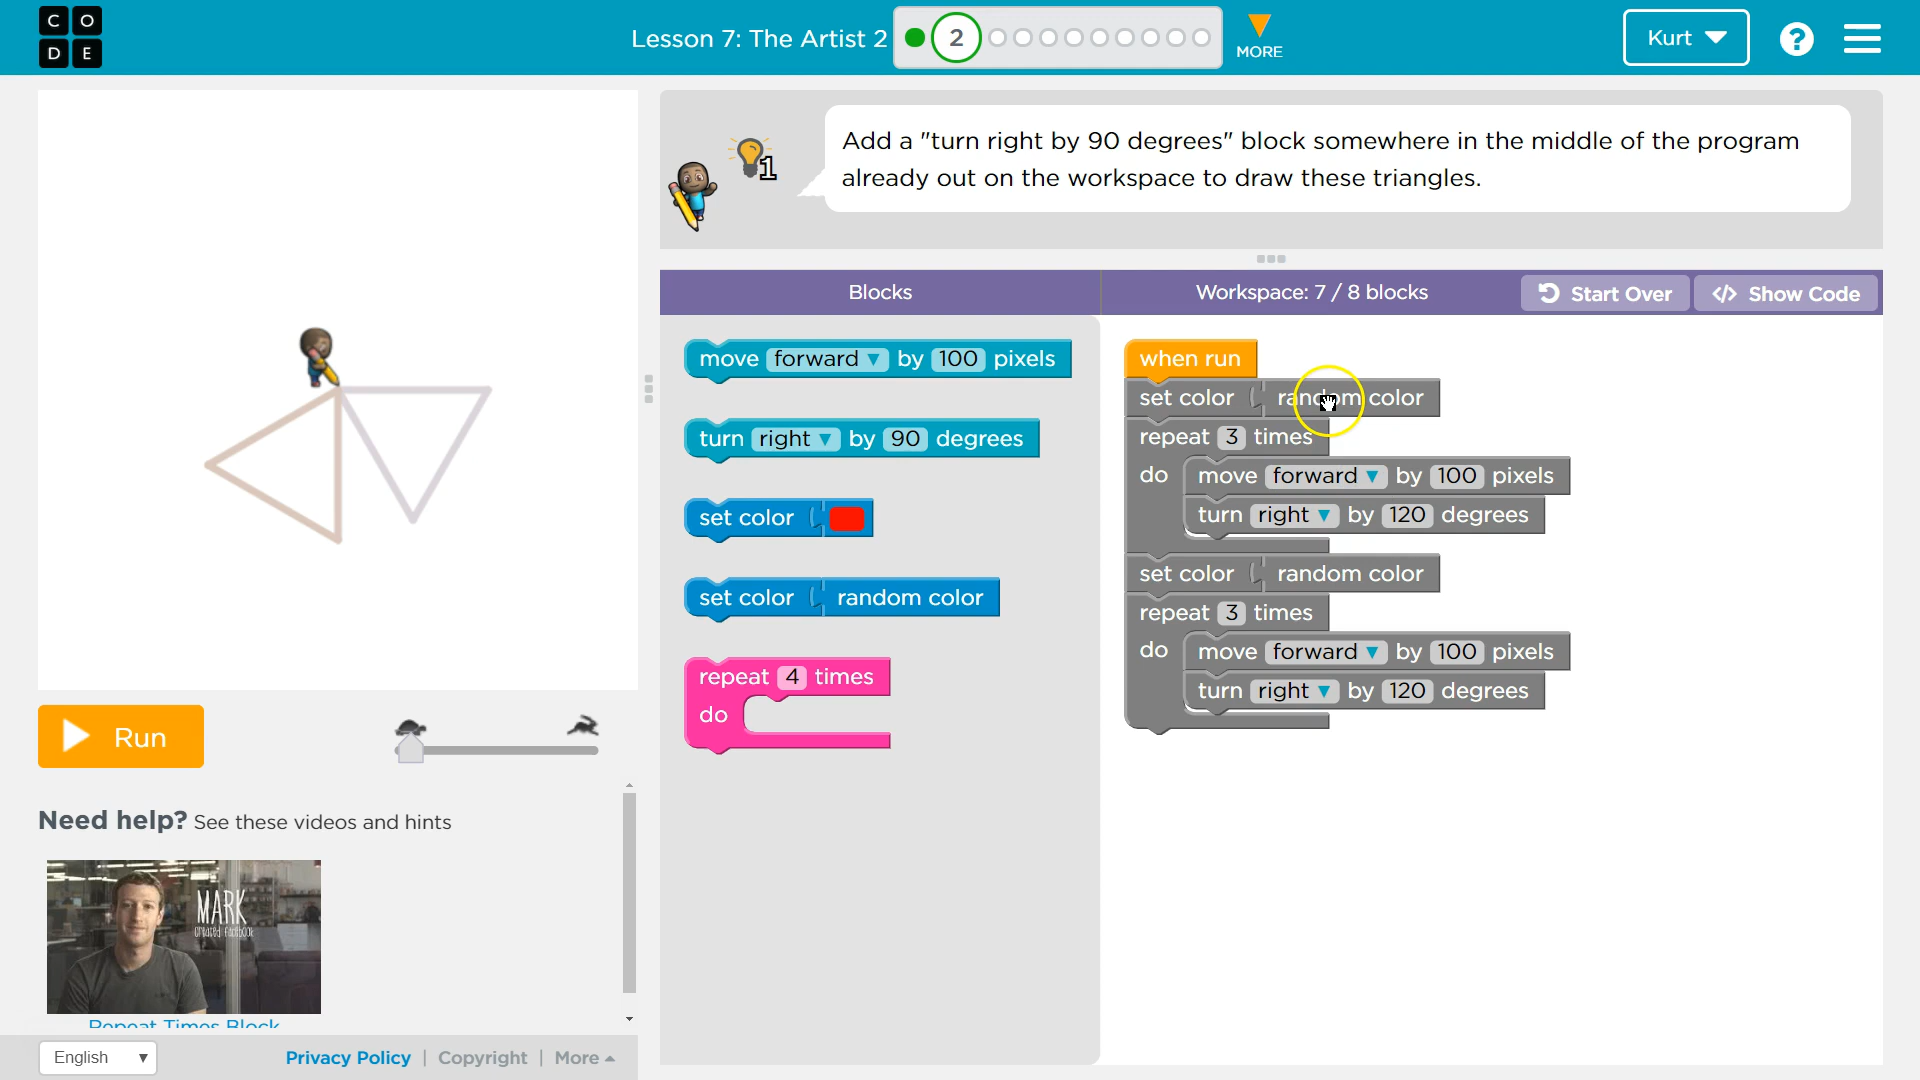 C O
D E
Lesson 7: The Artist 2
2
MORE
Kurt
?
1
Add a "turn right by 90 degrees" block somewhere in the middle of the program
already out on the workspace to draw these triangles.
Blocks
Workspace: 7 / 8 blocks
Start Over
Show Code
move forward by 100 pixels
turn right by 90 degrees
set color
set color random color
repeat 4 times
do
when run
set color random color
repeat 3 times
do
move forward by 100 pixels
turn right by 120 degrees
set color random color
repeat 3 times
do
move forward by 100 pixels
turn right by 120 degrees
Run
Need help? See these videos and hints
MARK
created facebook
Repeat Times Block
English
Privacy Policy | Copyright | More